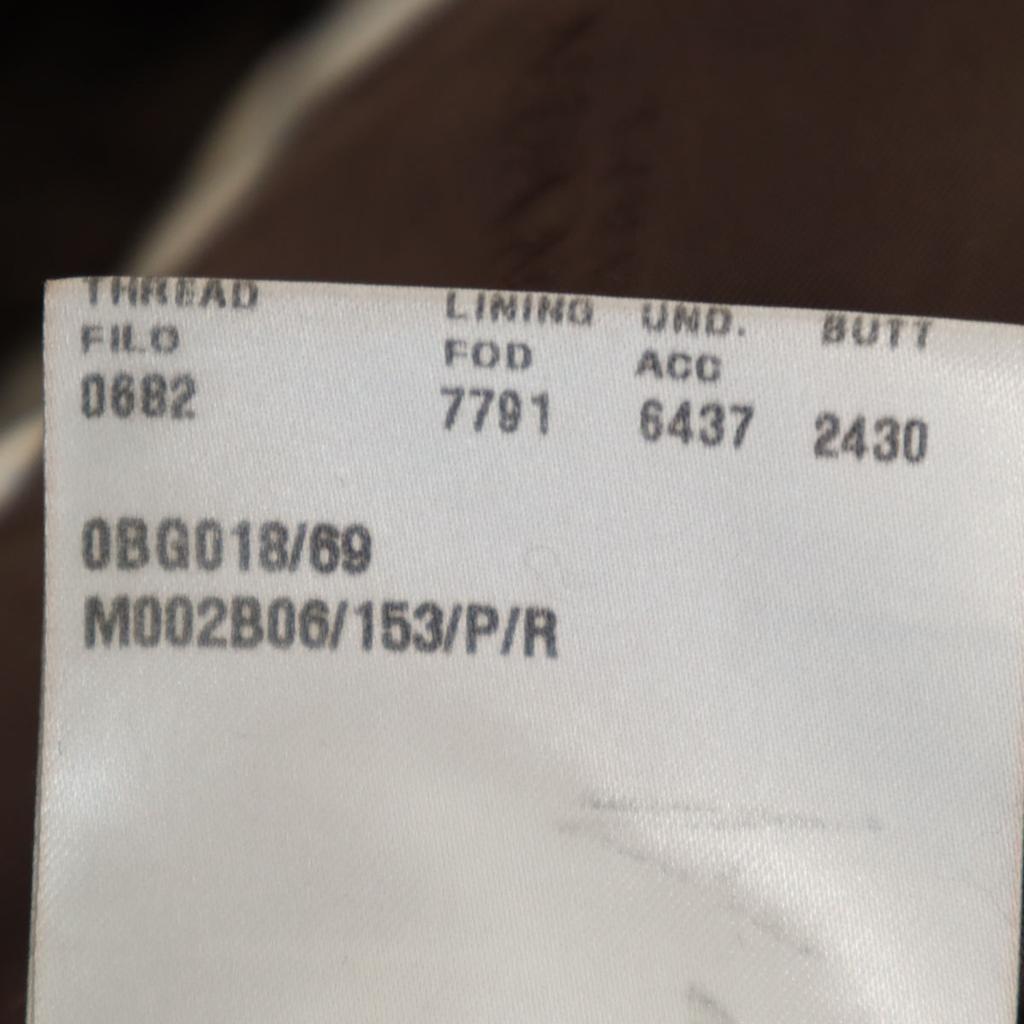 THREAD LINING UND. BUTT
FILO FOD ACC
0682 7791 6437 2430
0BG018/69
M002B06/153/P/R